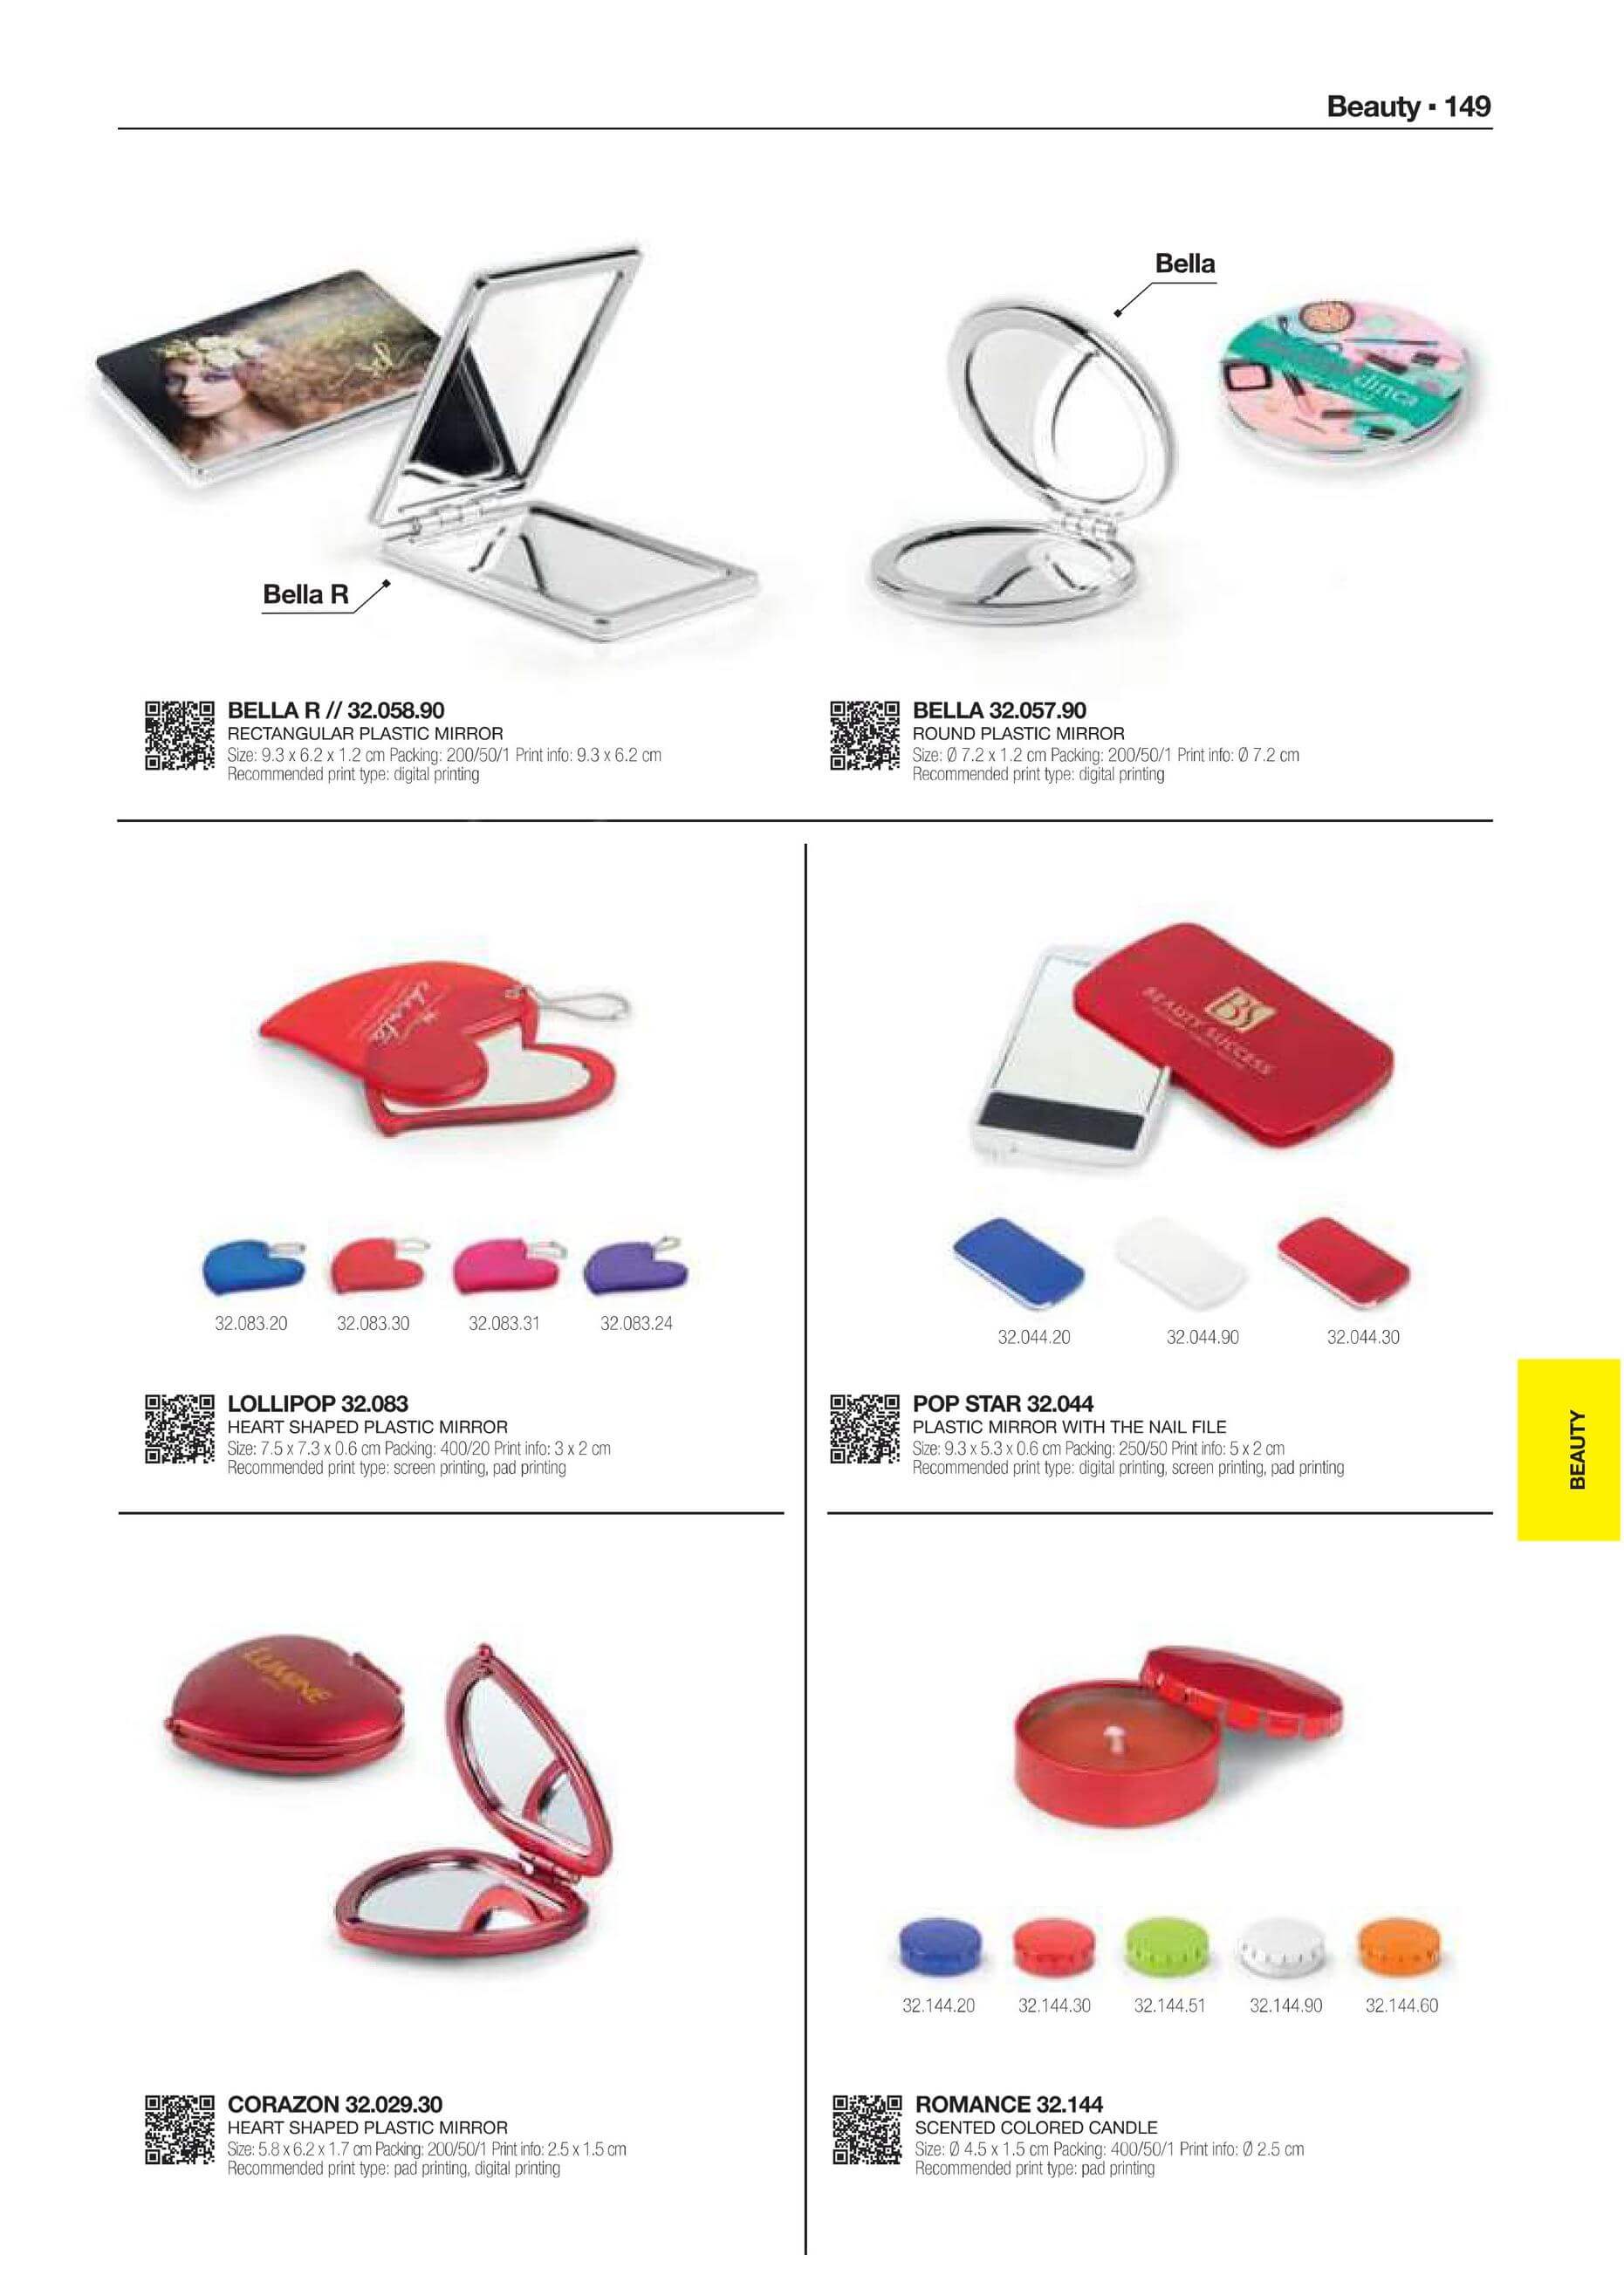 Beauty ▪ 149
Bella
Bella R
BELLA R // 32.058.90
RECTANGULAR PLASTIC MIRROR
Size: 9.3 x 6.2 x 1.2 cm Packing: 200/50/1 Print info: 9.3 x 6.2 cm
Recommended print type: digital printing
BELLA 32.057.90
ROUND PLASTIC MIRROR
Size: Ø 7.2 x 1.2 cm Packing: 200/50/1 Print info: Ø 7.2 cm
Recommended print type: digital printing
BS
BEAUTY SUCCESS
32.083.20 32.083.30 32.083.31 32.083.24
32.044.20 32.044.90 32.044.30
LOLLIPOP 32.083
HEART SHAPED PLASTIC MIRROR
Size: 7.5 x 7.3 x 0.6 cm Packing: 400/20 Print info: 3 x 2 cm
Recommended print type: screen printing, pad printing
POP STAR 32.044
PLASTIC MIRROR WITH THE NAIL FILE
Size: 9.3 x 5.3 x 0.6 cm Packing: 250/50 Print info: 5 x 2 cm
Recommended print type: digital printing, screen printing, pad printing
BEAUTY
LUMINE
32.144.20 32.144.30 32.144.51 32.144.90 32.144.60
CORAZON 32.029.30
HEART SHAPED PLASTIC MIRROR
Size: 5.8 x 6.2 x 1.7 cm Packing: 200/50/1 Print info: 2.5 x 1.5 cm
Recommended print type: pad printing, digital printing
ROMANCE 32.144
SCENTED COLORED CANDLE
Size: Ø 4.5 x 1.5 cm Packing: 400/50/1 Print info: Ø 2.5 cm
Recommended print type: pad printing